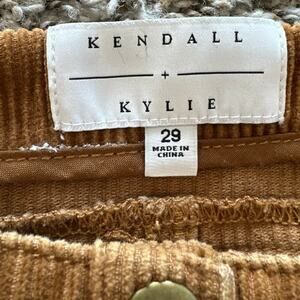 KENDALL
+
KYLIE
29
MADE IN
CHINA